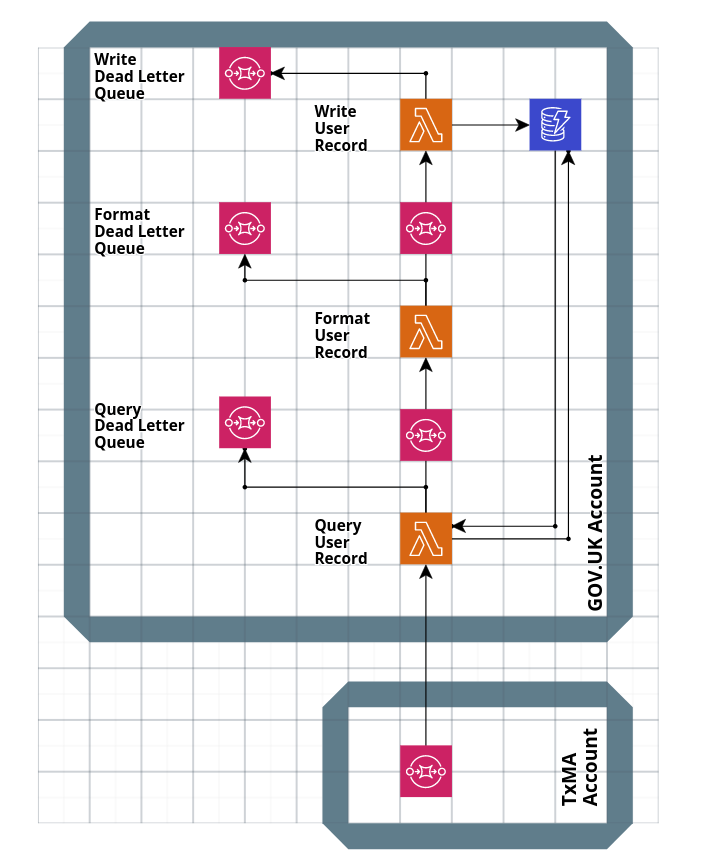 Write
Dead Letter
Queue
Write
User
Record
Format
Dead Letter
Queue
Format
User
Record
Query
Dead Letter
Queue
Query
User
Record
GOV.UK Account
TxMA
Account